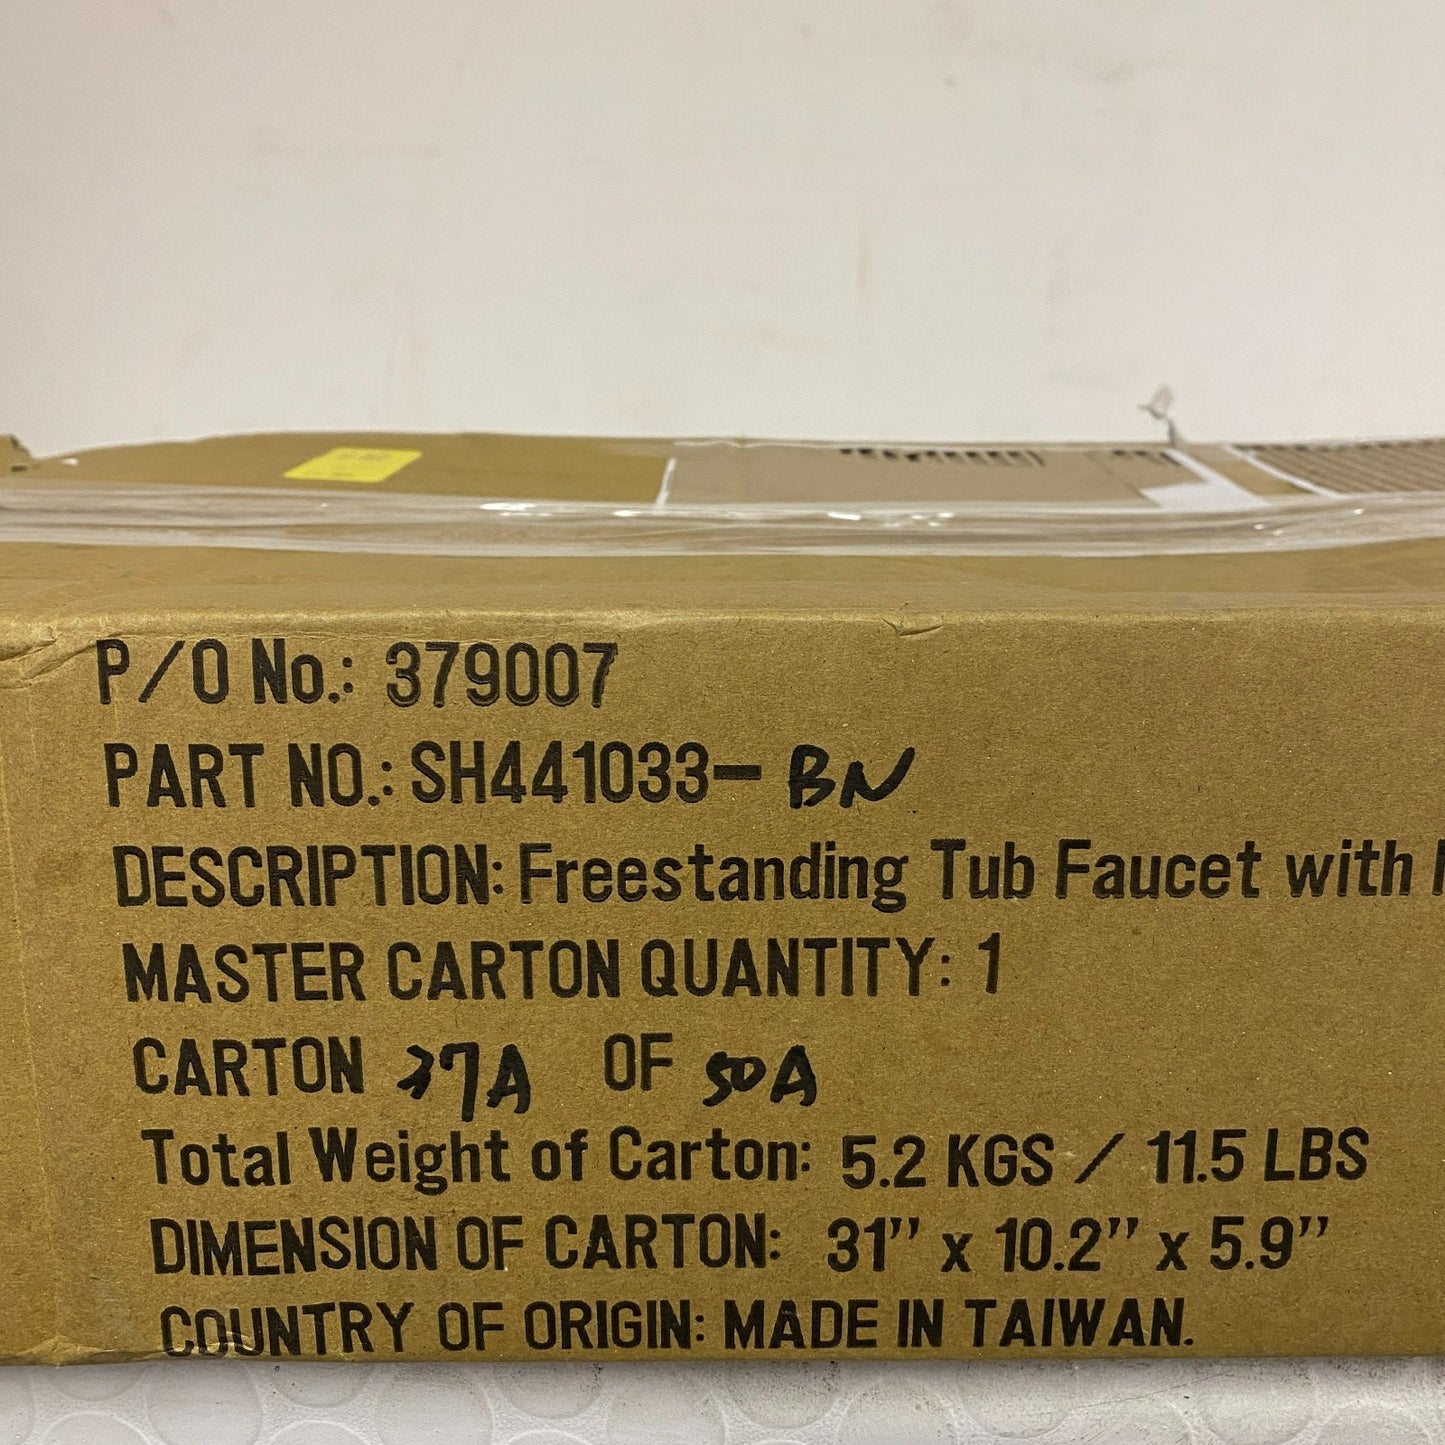 P/O No.: 379007
PART NO.: SH441033- BN
DESCRIPTION: Freestanding Tub Faucet with
MASTER CARTON QUANTITY: 1
CARTON 37A OF 50A
Total Weight of Carton: 5.2 KGS / 11.5 LBS
DIMENSION OF CARTON: 31" x 10.2" x 5.9"
COUNTRY OF ORIGIN: MADE IN TAIWAN.